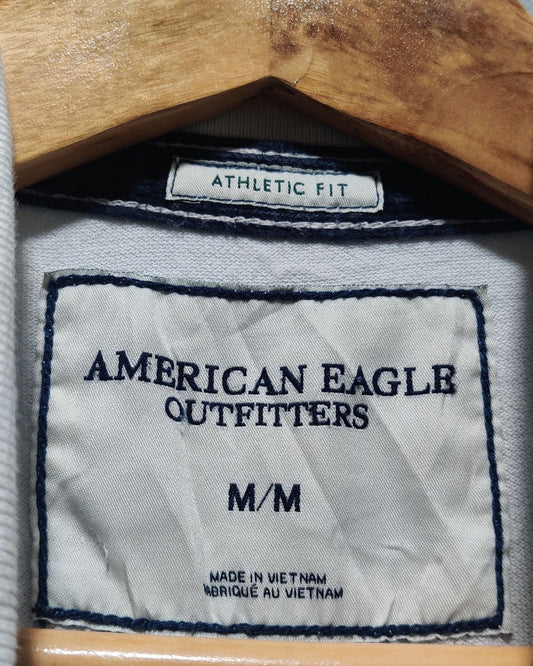 ATHLETIC FIT
AMERICAN EAGLE
OUTFITTERS
M/M
MADE IN VIETNAM
FABRIQUÉ AU VIETNAM